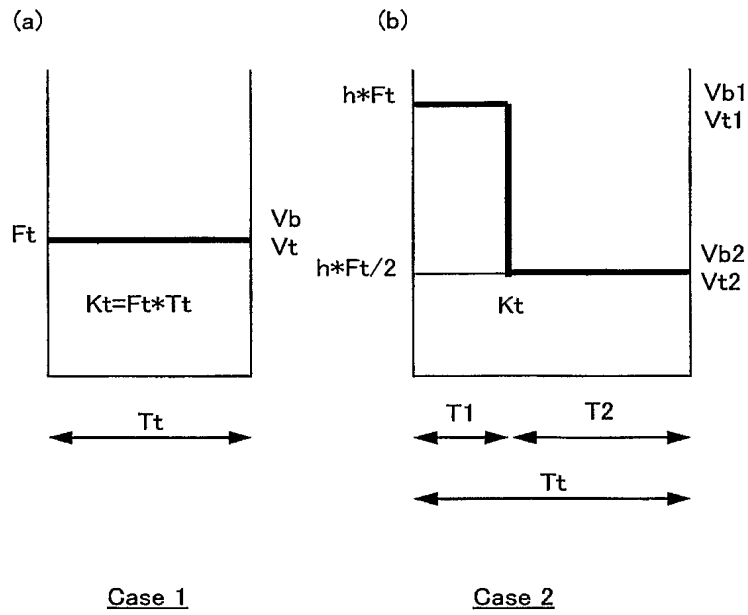 (a)
Ft
Vb
Vt
Kt=Ft*Tt
Tt
Case 1
(b)
h*Ft
Vb1
Vt1
h*Ft/2
Vb2
Vt2
Kt
T1
T2
Tt
Case 2